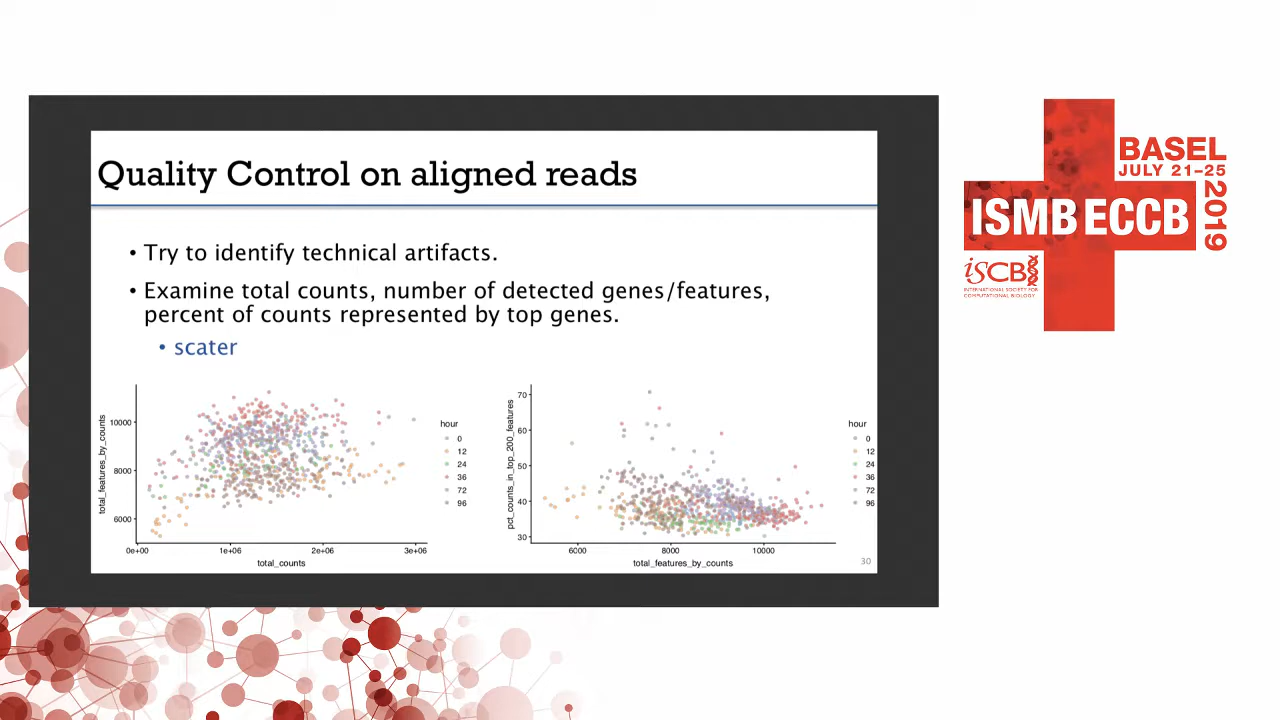 Quality Control on aligned reads
• Try to identify technical artifacts.
• Examine total counts, number of detected genes/features,
percent of counts represented by top genes.
• scater
total_features_by_counts
10000
8000
6000
0e+00
1e+06
2e+06
3e+06
total_counts
hour
0
12
24
36
72
96
pct_counts_in_top_200_features
70
60
50
40
30
6000
8000
10000
total_features_by_counts
hour
0
12
24
36
72
96
30
BASEL
JULY 21–25
2019
ISMB ECCB
ISCB
INTERNATIONAL SOCIETY FOR
COMPUTATIONAL BIOLOGY